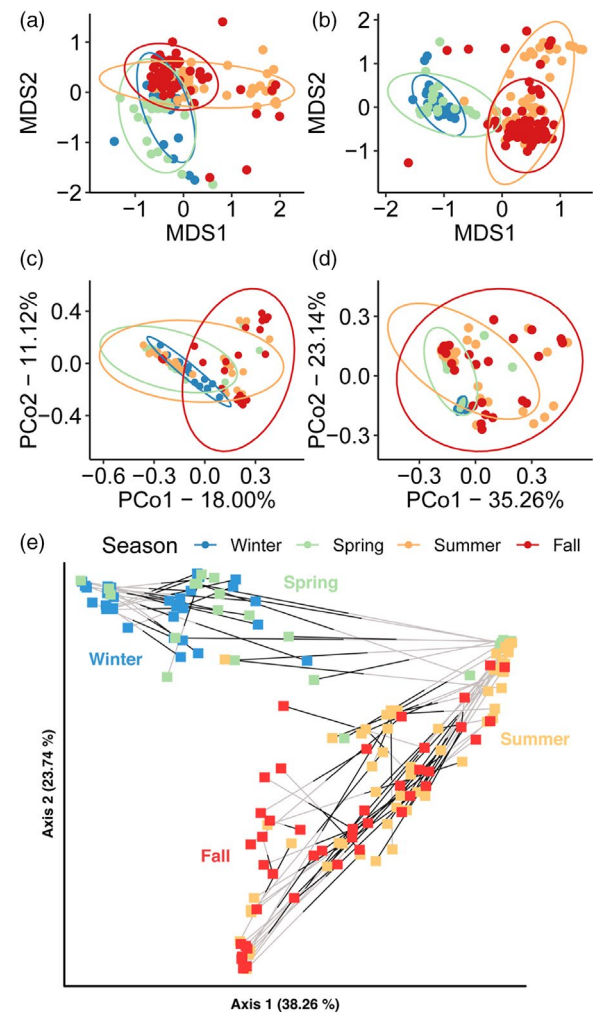 (a)
(b)
MDS2
1
0
−1
−2
−1
0
1
2
MDS1
MDS2
2
1
0
−1
−2
−1
0
1
MDS1
(c)
(d)
PCo2 − 11.12%
0.4
0.0
−0.4
−0.6
−0.3
0.0
0.3
PCo1 − 18.00%
PCo2 − 23.14%
0.3
0.0
−0.3
−0.3
0.0
0.3
PCo1 − 35.26%
(e)
Season Winter Spring Summer Fall
Spring
Winter
Summer
Fall
Axis 2 (23.74 %)
Axis 1 (38.26 %)